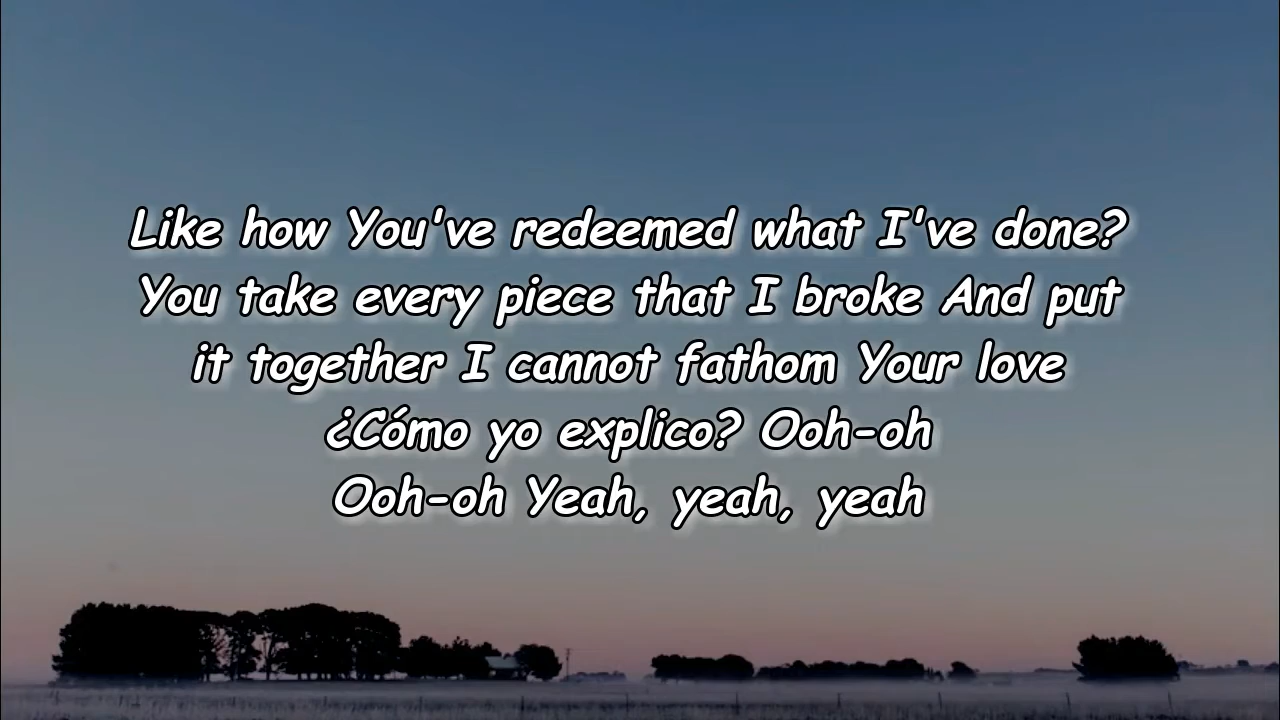 Like how You've redeemed what I've done?
You take every piece that I broke And put
it together I cannot fathom Your love
¿Cómo yo explico? Ooh-oh
Ooh-oh Yeah, yeah, yeah